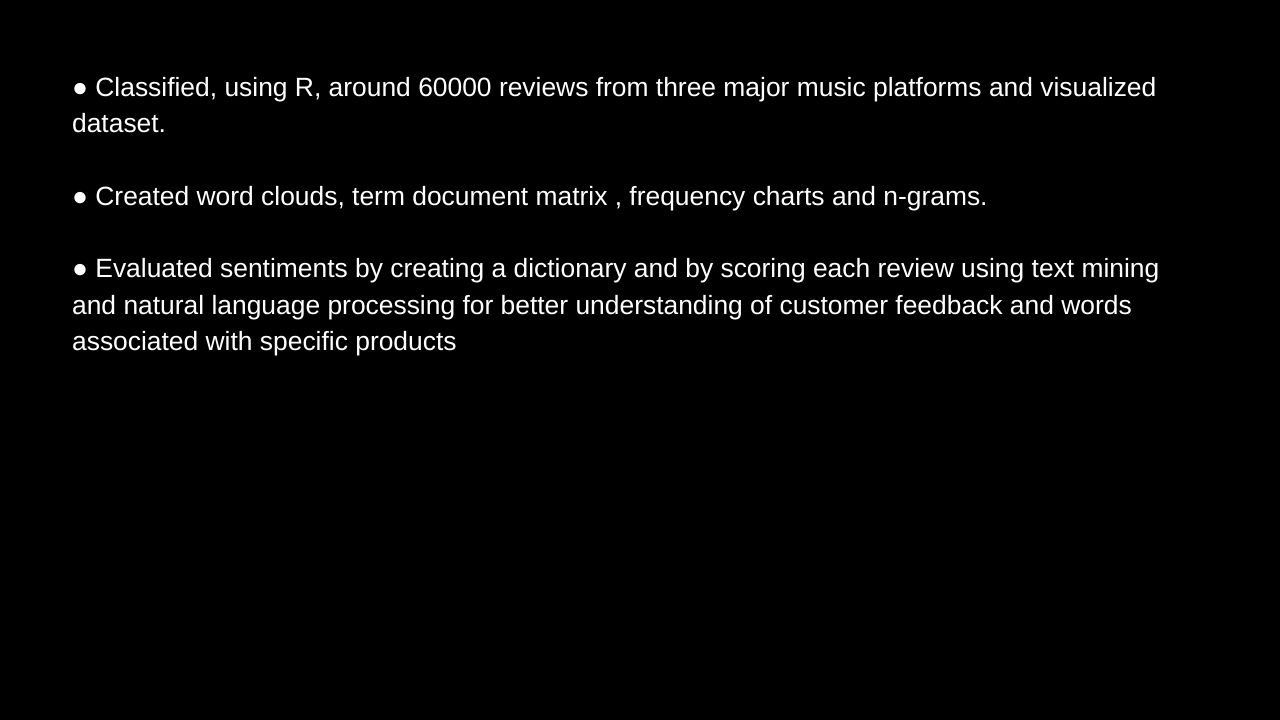 ● Classified, using R, around 60000 reviews from three major music platforms and visualized
dataset.
● Created word clouds, term document matrix , frequency charts and n-grams.
● Evaluated sentiments by creating a dictionary and by scoring each review using text mining
and natural language processing for better understanding of customer feedback and words
associated with specific products